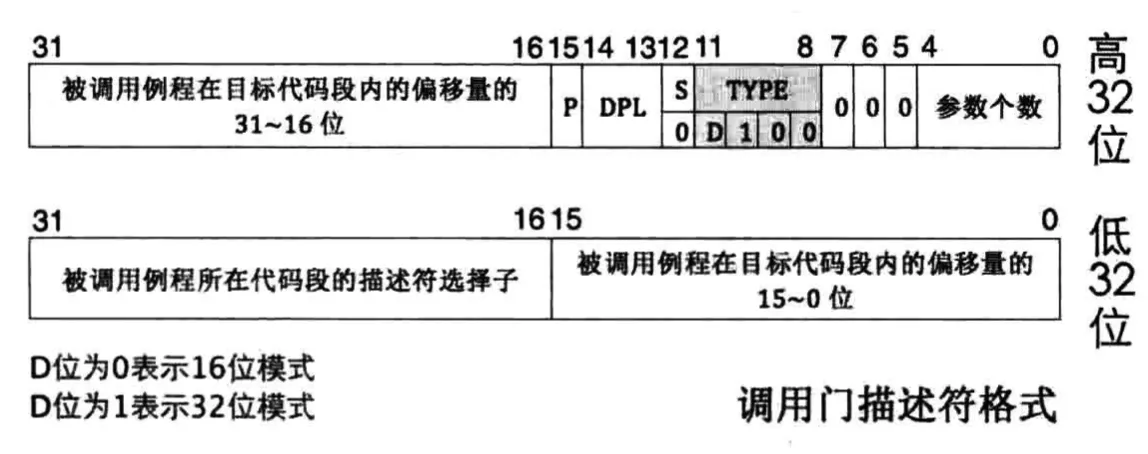 31 16 15 14 13 12 11 8 7 6 5 4 0
被调用例程在目标代码段内的偏移量的
31~16 位
P DPL S TYPE 0 0 0 参数个数
0 D 1 0 0
高32位
31 16 15 0
被调用例程所在代码段的描述符选择子
被调用例程在目标代码段内的偏移量的
15~0 位
低32位
D位为0表示16位模式
D位为1表示32位模式
调用门描述符格式